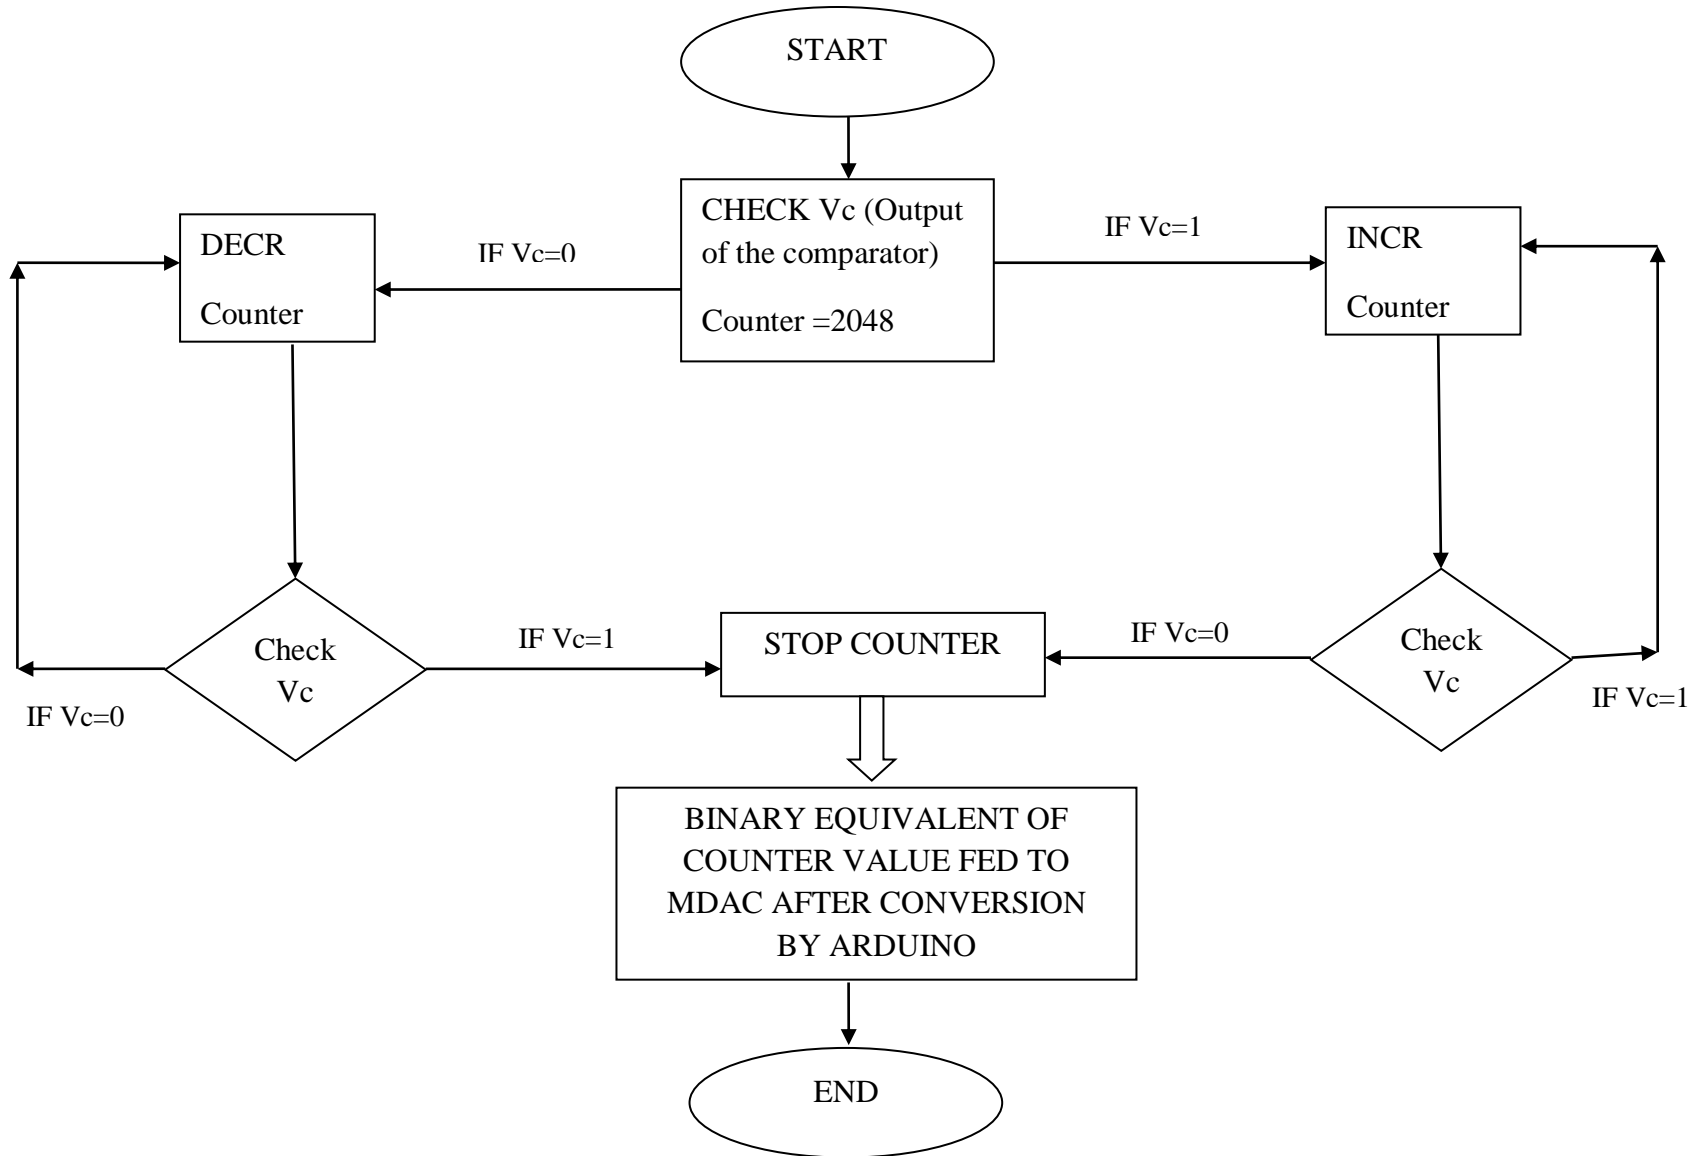 START
CHECK Vc (Output
of the comparator)
Counter =2048
IF Vc=0
IF Vc=1
DECR
Counter
INCR
Counter
Check
Vc
IF Vc=0
IF Vc=1
STOP COUNTER
IF Vc=0
Check
Vc
IF Vc=1
BINARY EQUIVALENT OF
COUNTER VALUE FED TO
MDAC AFTER CONVERSION
BY ARDUINO
END